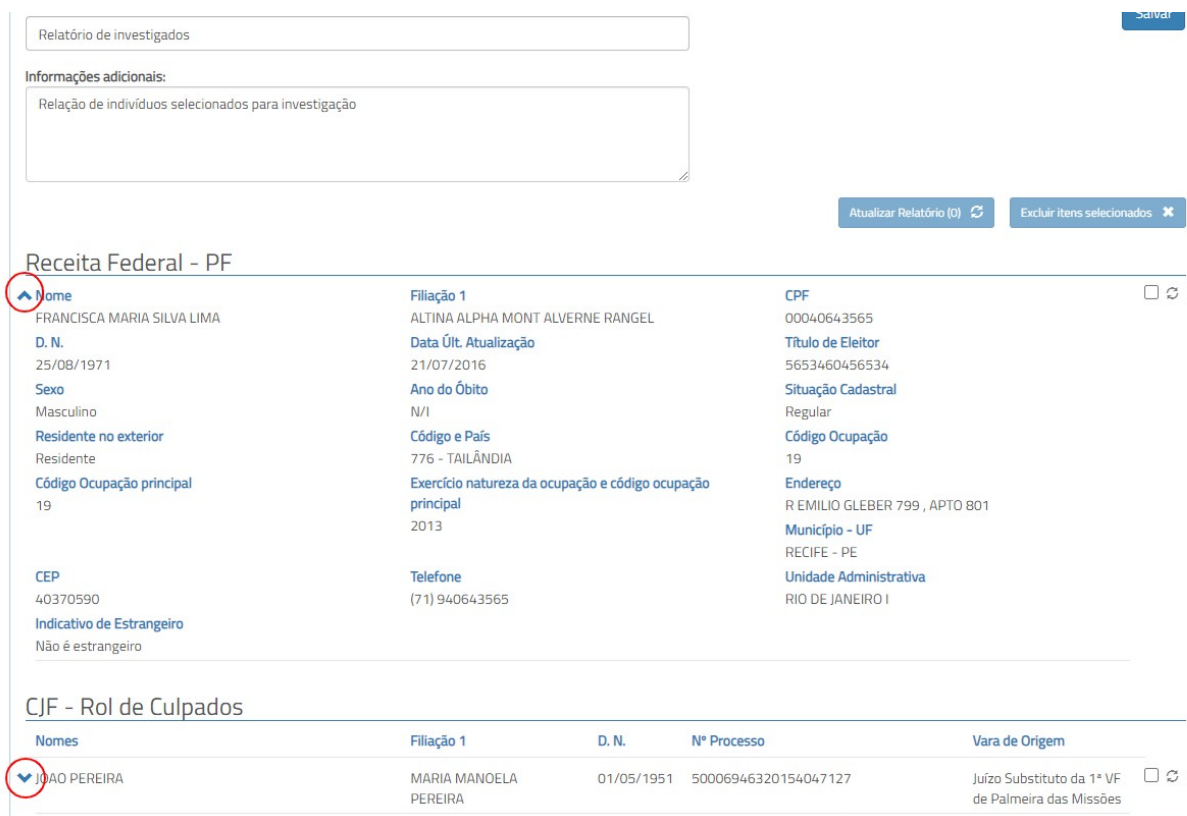 Salvar
Relatório de investigados
Informações adicionais:
Relação de indivíduos selecionados para investigação
Atualizar Relatório (0) Excluir itens selecionados
Receita Federal - PF
Nome Filiação 1 CPF
FRANCISCA MARIA SILVA LIMA ALTINA ALPHA MONT ALVERNE RANGEL 00040643565
D. N. Data Últ. Atualização Título de Eleitor
25/08/1971 21/07/2016 5653460456534
Sexo Ano do Óbito Situação Cadastral
Masculino N/I Regular
Residente no exterior Código e País Código Ocupação
Residente 776 - TAILÂNDIA 19
Código Ocupação principal Exercício natureza da ocupação e código ocupação Endereço
19 principal R EMILIO GLEBER 799 , APTO 801
2013 Município - UF
RECIFE - PE
CEP Telefone Unidade Administrativa
40370590 (71) 940643565 RIO DE JANEIRO I
Indicativo de Estrangeiro
Não é estrangeiro
CJF - Rol de Culpados
Nomes Filiação 1 D. N. Nº Processo Vara de Origem
JOAO PEREIRA MARIA MANOELA 01/05/1951 50006946320154047127 Juízo Substituto da 1ª VF
PEREIRA de Palmeira das Missões